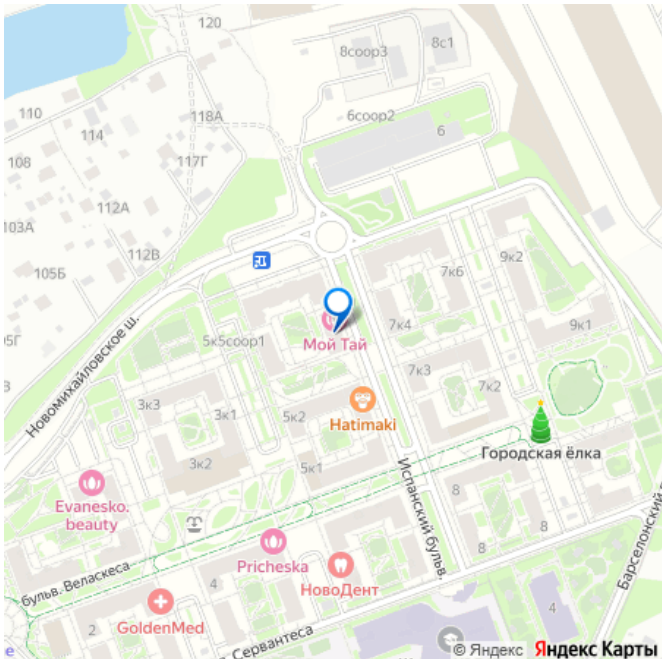 120
8соор3
8с1
110
118А
6соор2
114
6
108
117Г
112А
103А
9к2
112В
7к6
105Б
7к4
9к1
5к5соор1
Мой Тай
Новомихайловское ш.
7к3
7к2
3к3
3к1
5к2
Hatimaki
Городская ёлка
3к2
5к1
Испанский бульв.
Evanesko.
beauty
8
8
8
бульв. Веласкеса
Pricheska
НовоДент
4
4
2
GoldenMed
Сервантеса
Барселонский
© Яндекс Яндекс Карты